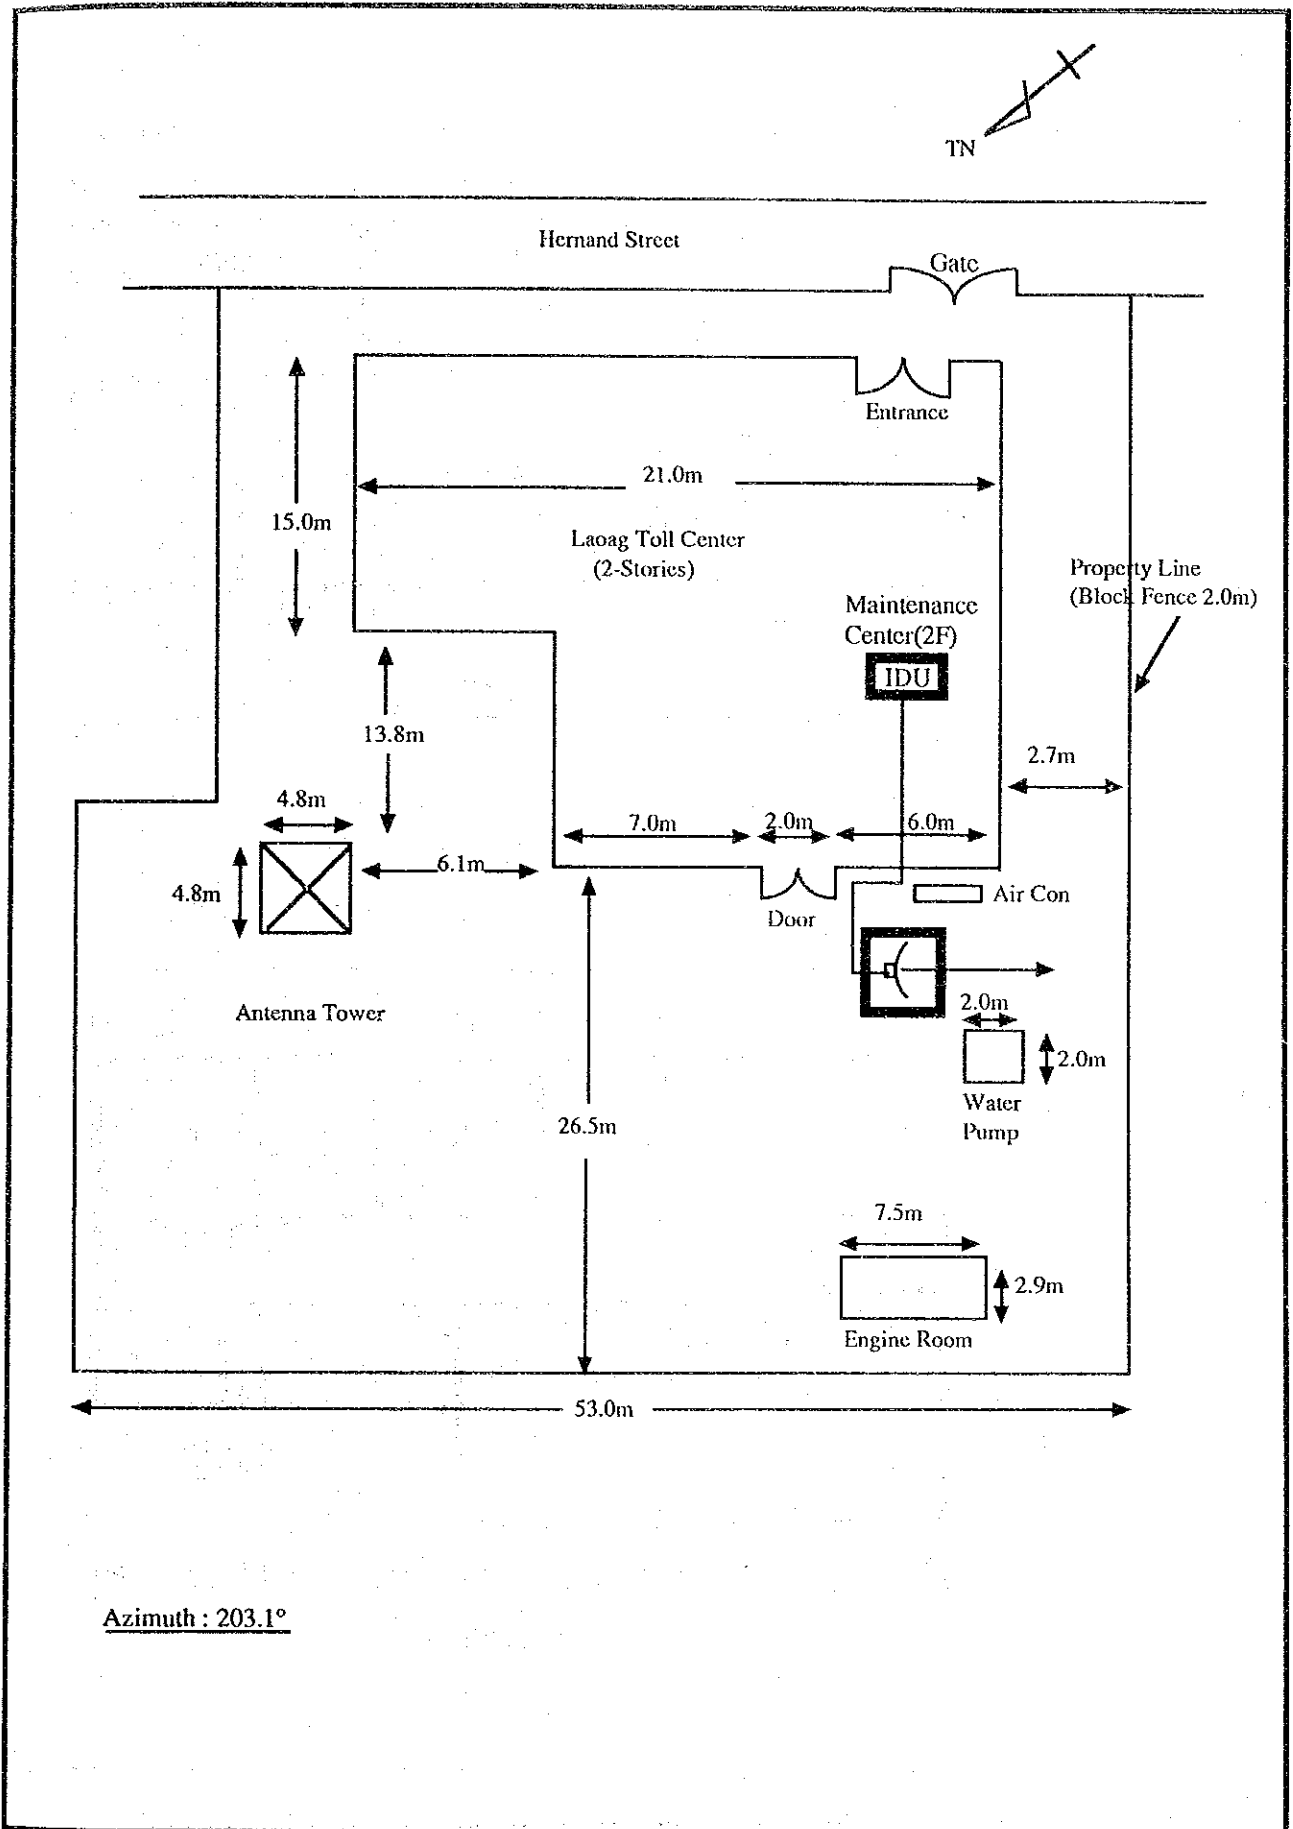 TN
Hernand Street
Gate
Entrance
21.0m
15.0m
Laoag Toll Center
(2-Stories)
Property Line
(Block Fence 2.0m)
Maintenance
Center(2F)
IDU
13.8m
2.7m
4.8m
7.0m
2.0m
6.0m
6.1m
4.8m
Air Con
Door
2.0m
Antenna Tower
2.0m
Water
Pump
26.5m
7.5m
2.9m
Engine Room
53.0m
Azimuth : 203.1°